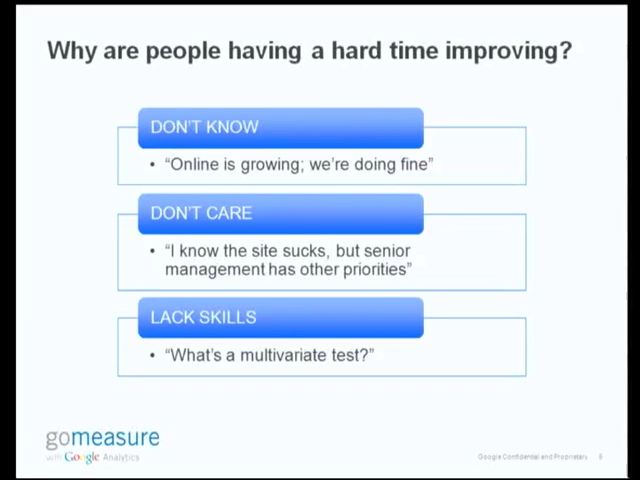 Why are people having a hard time improving?
DON'T KNOW
• “Online is growing; we're doing fine”
DON'T CARE
• “I know the site sucks, but senior
management has other priorities”
LACK SKILLS
• “What's a multivariate test?”
gomeasure
with Google Analytics
Google Confidential and Proprietary